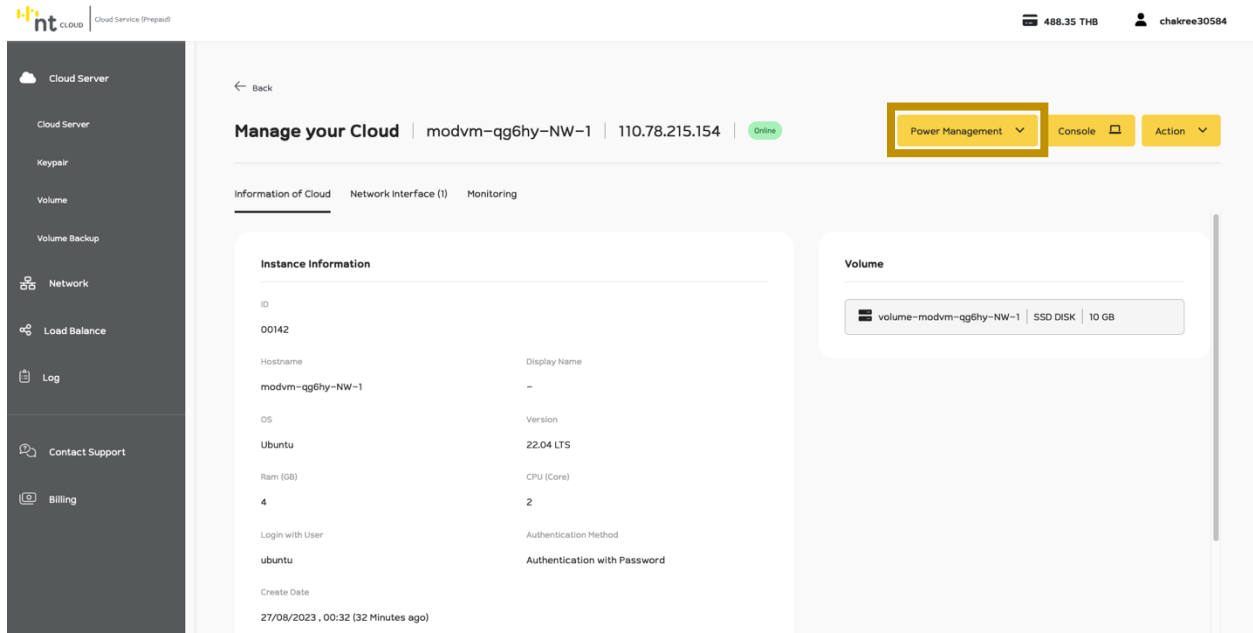 nt CLOUD Cloud Service (Prepaid)
488.35 THB chakree30584
Cloud Server
Cloud Server
Keypair
Volume
Volume Backup
Network
Load Balance
Log
Contact Support
Billing
Back
Manage your Cloud modvm-qg6hy-NW-1 110.78.215.154 Online
Power Management Console Action
Information of Cloud Network Interface (1) Monitoring
Instance Information
ID
00142
Hostname Display Name
modvm-qg6hy-NW-1 -
OS Version
Ubuntu 22.04 LTS
Ram (GB) CPU (Core)
4 2
Login with User Authentication Method
ubuntu Authentication with Password
Create Date
27/08/2023 , 00:32 (32 Minutes ago)
Volume
volume-modvm-qg6hy-NW-1 SSD DISK 10 GB